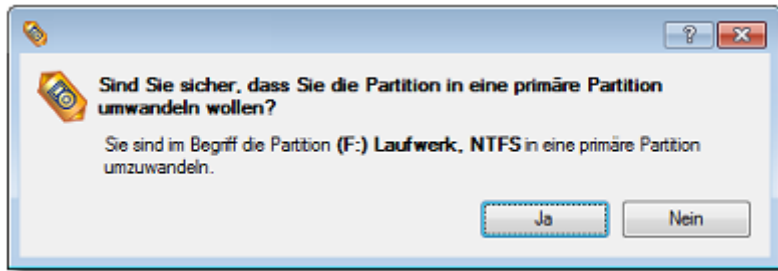 Sind Sie sicher, dass Sie die Partition in eine primäre Partition
umwandeln wollen?
Sie sind im Begriff die Partition (F:) Laufwerk, NTFS in eine primäre Partition
umzuwandeln.
Ja Nein